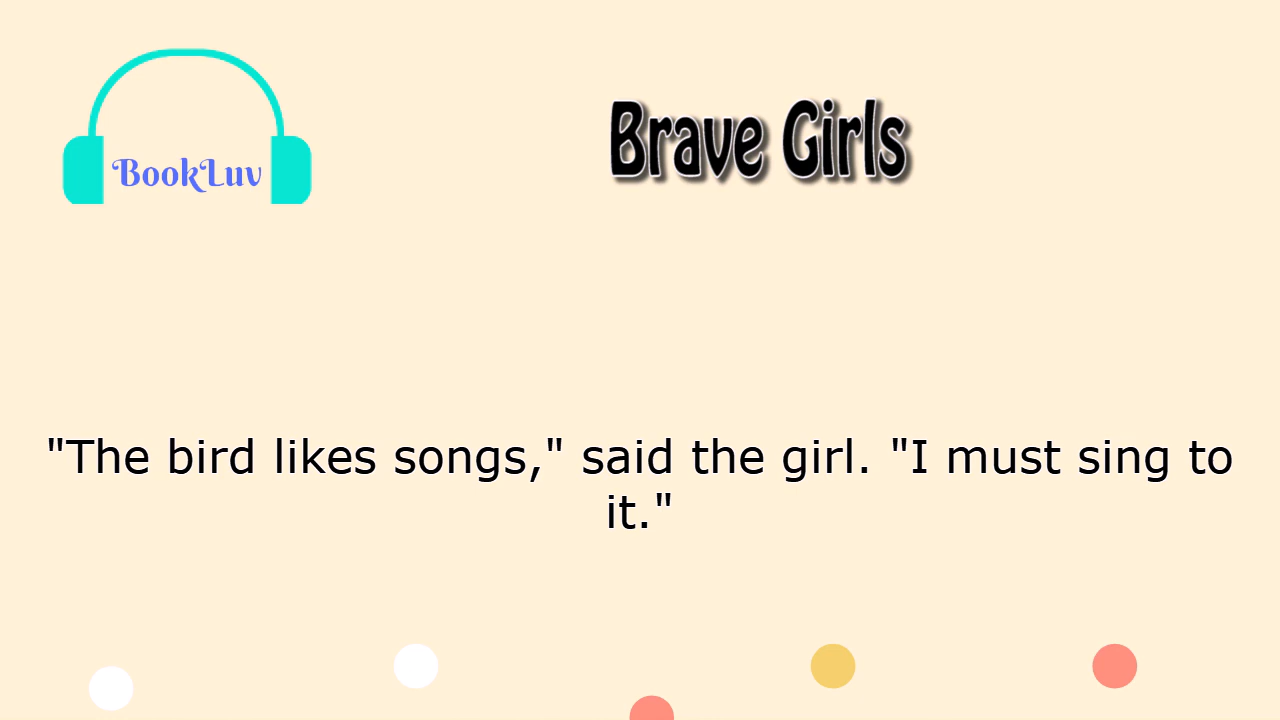 BookLuv
Brave Girls
"The bird likes songs," said the girl. "I must sing to
it."